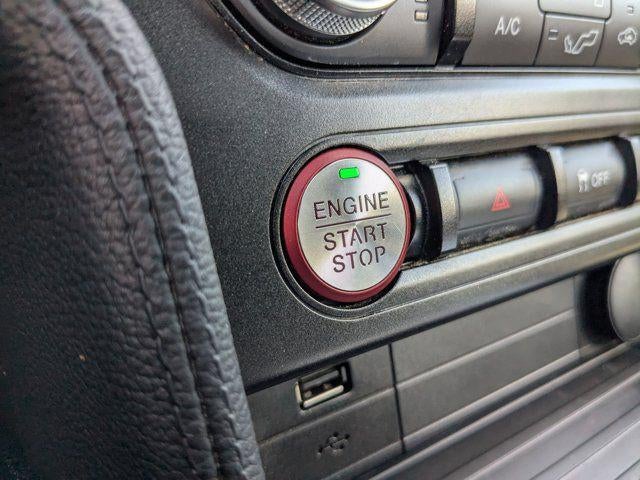 A/C
ENGINE
START
STOP
OFF